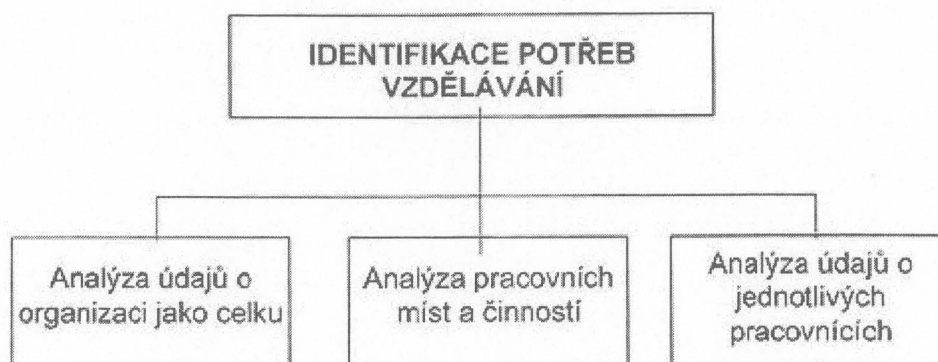 IDENTIFIKACE POTŘEB
VZDĚLÁVÁNÍ
Analýza údajů o
organizaci jako celku
Analýza pracovních
míst a činností
Analýza údajů o
jednotlivých
pracovnících